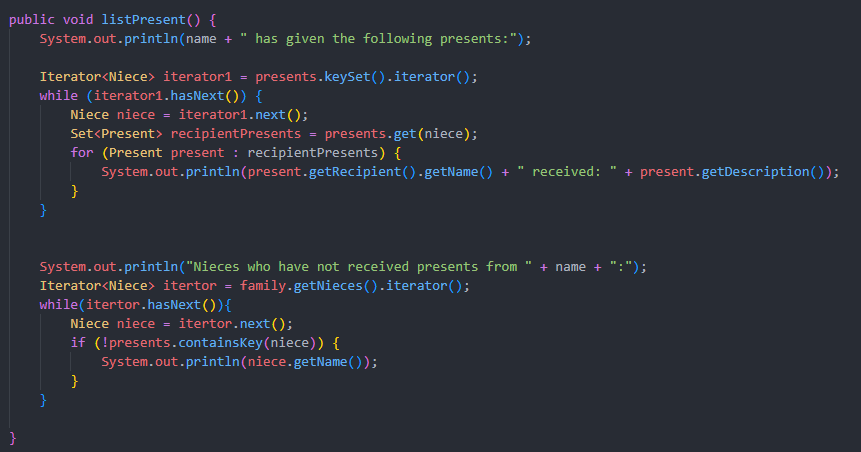 public void listPresent() {
    System.out.println(name + " has given the following presents:");

    Iterator<Niece> iterator1 = presents.keySet().iterator();
    while (iterator1.hasNext()) {
        Niece niece = iterator1.next();
        Set<Present> recipientPresents = presents.get(niece);
        for (Present present : recipientPresents) {
            System.out.println(present.getRecipient().getName() + " received: " + present.getDescription());
        }
    }


    System.out.println("Nieces who have not received presents from " + name + ":");
    Iterator<Niece> itertor = family.getNieces().iterator();
    while(itertor.hasNext()){
        Niece niece = itertor.next();
        if (!presents.containsKey(niece)) {
            System.out.println(niece.getName());
        }
    }

}